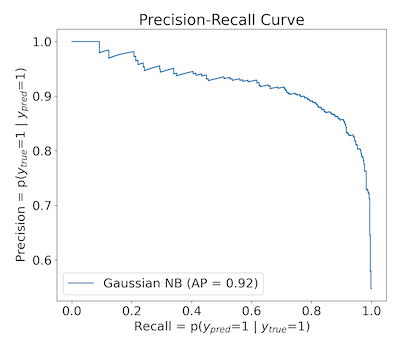 Precision-Recall Curve
1.0
0.9
0.8
0.7
0.6
Precision = p(y_true=1 | y_pred=1)
Gaussian NB (AP = 0.92)
0.0 0.2 0.4 0.6 0.8 1.0
Recall = p(y_pred=1 | y_true=1)